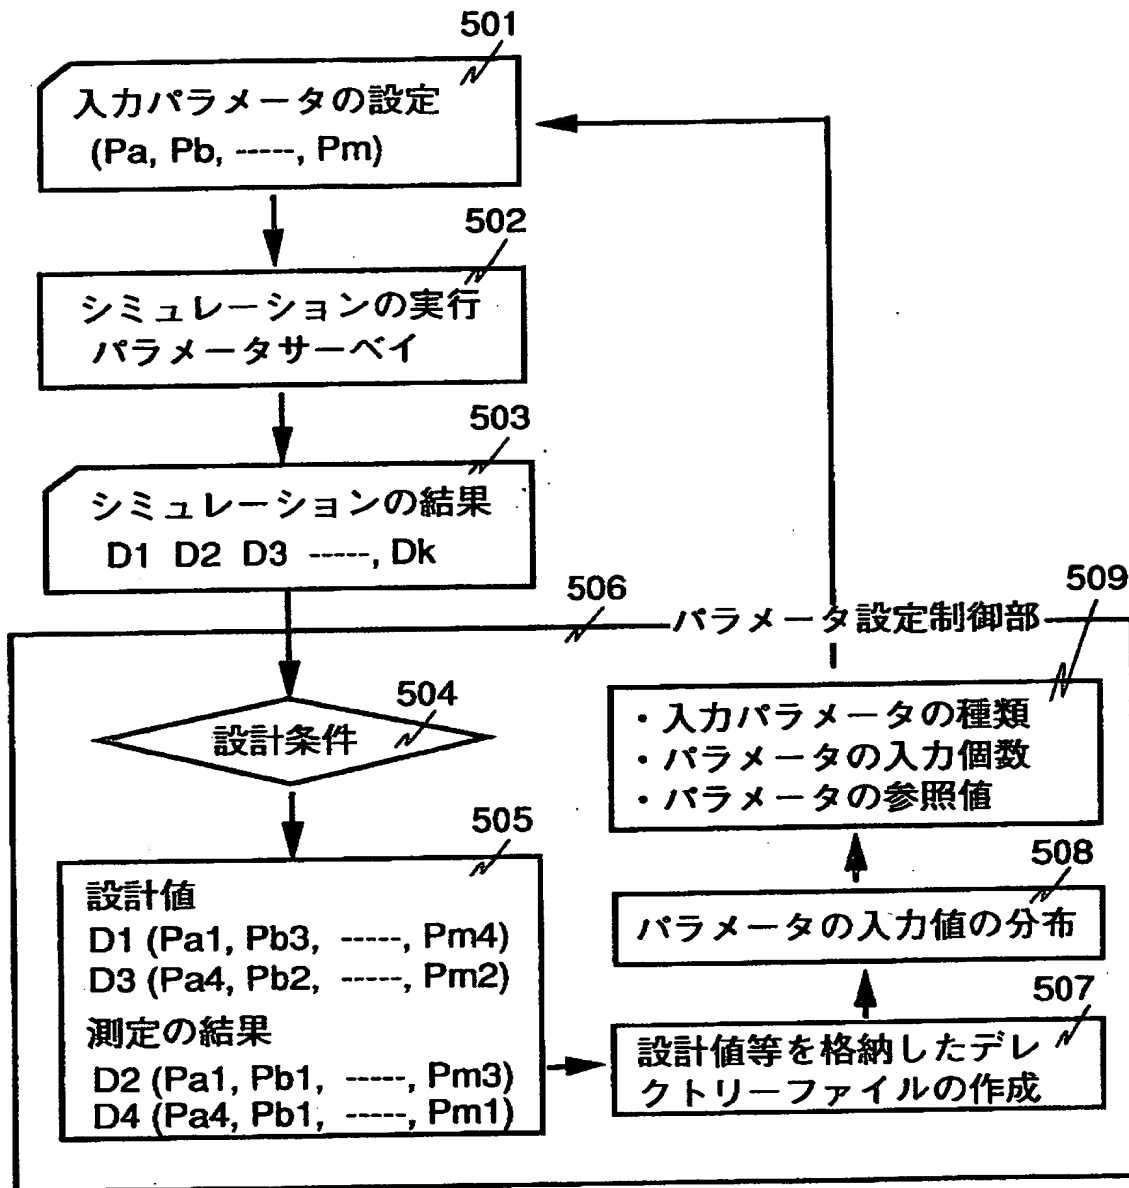 501
入力パラメータの設定
(Pa, Pb, -----, Pm)
502
シミュレーションの実行
パラメータサーベイ
503
シミュレーションの結果
D1 D2 D3 -----, Dk
506
パラメータ設定制御部
504
設計条件
505
設計値
D1 (Pa1, Pb3, -----, Pm4)
D3 (Pa4, Pb2, -----, Pm2)
測定の結果
D2 (Pa1, Pb1, -----, Pm3)
D4 (Pa4, Pb1, -----, Pm1)
507
設計値等を格納したデレ
クトリーファイルの作成
508
パラメータの入力値の分布
509
・入力パラメータの種類
・パラメータの入力個数
・パラメータの参照値